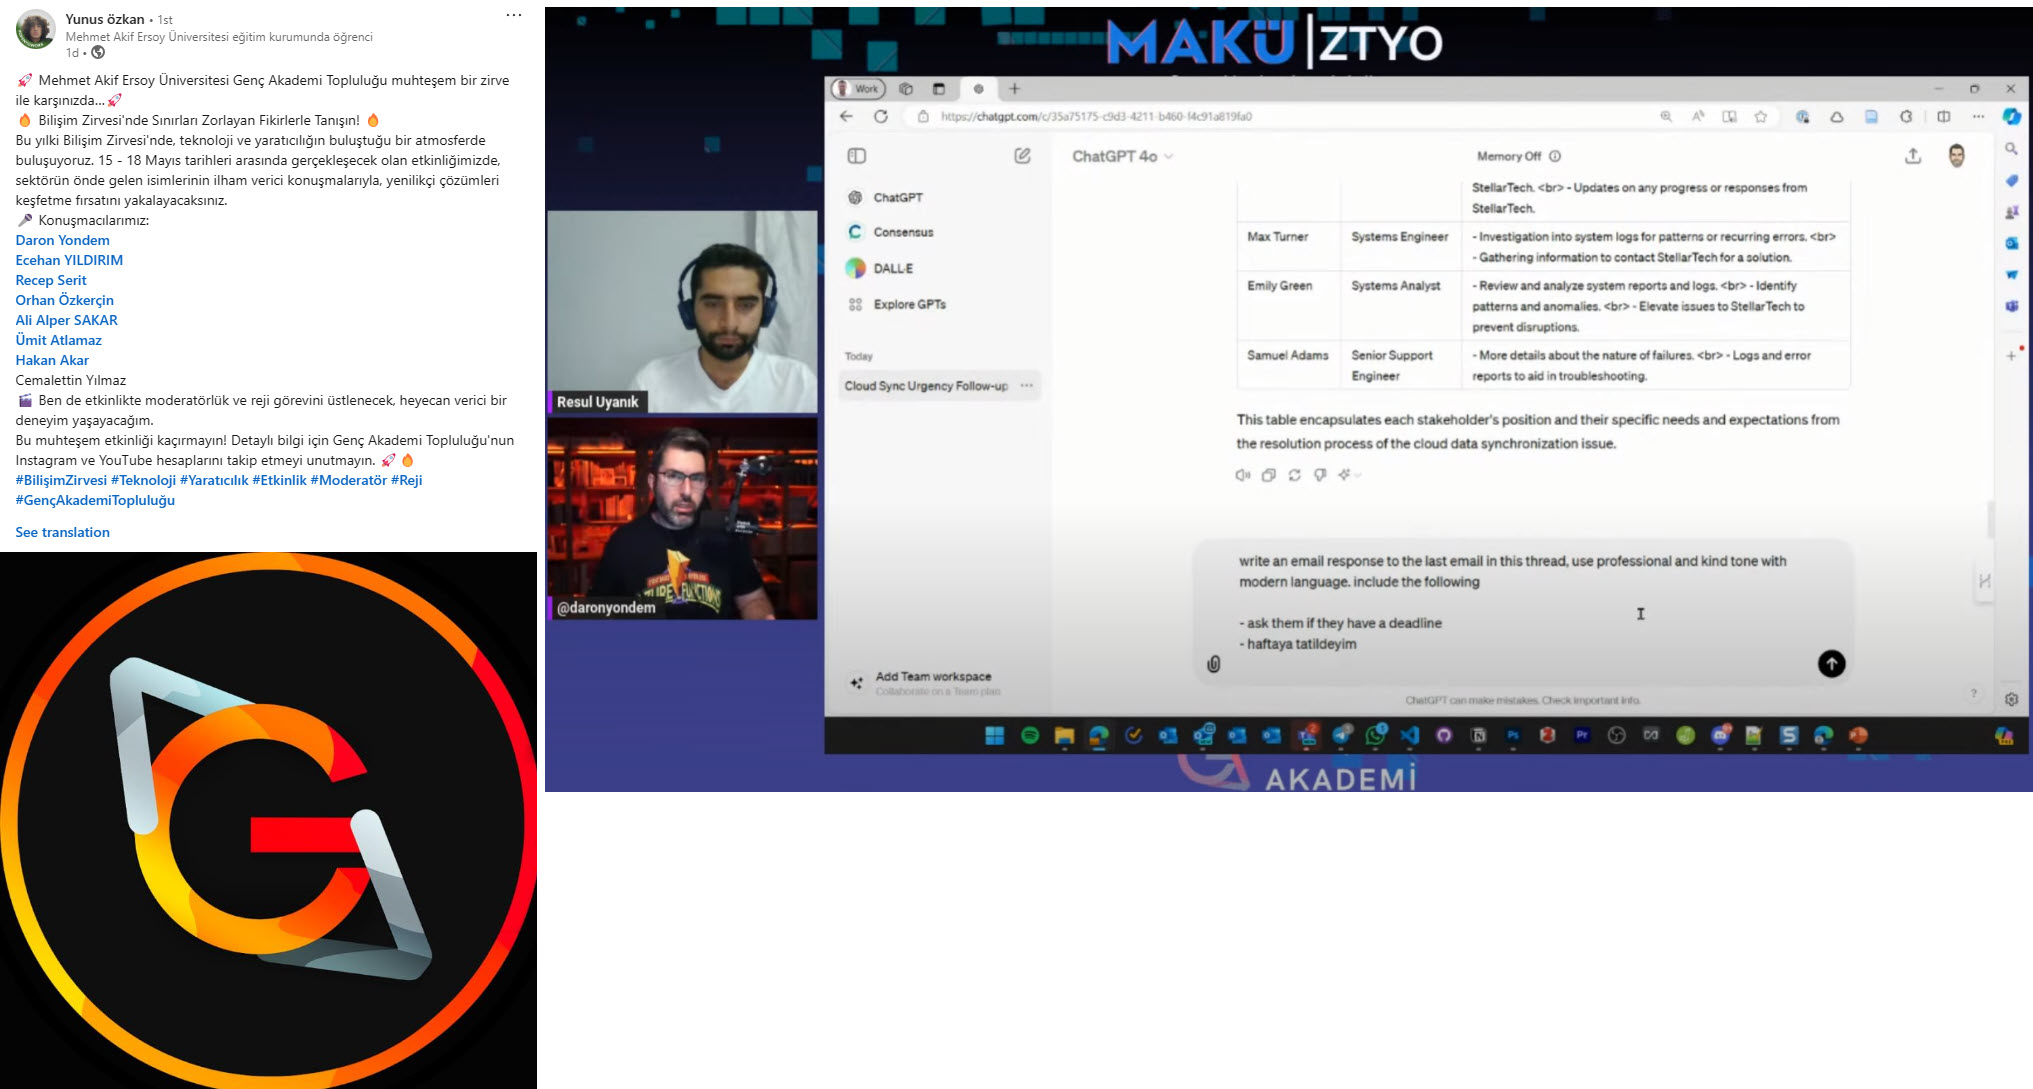 Yunus özkan • 1st
Mehmet Akif Ersoy Üniversitesi eğitim kurumunda öğrenci
1d •
🚀 Mehmet Akif Ersoy Üniversitesi Genç Akademi Topluluğu muhteşem bir zirve
ile karşınızda...🚀
🔥 Bilişim Zirvesi'nde Sınırları Zorlayan Fikirlerle Tanışın! 🔥
Bu yılki Bilişim Zirvesi'nde, teknoloji ve yaratıcılığın buluştuğu bir atmosferde
buluşuyoruz. 15 - 18 Mayıs tarihleri arasında gerçekleşecek olan etkinliğimizde,
sektörün önde gelen isimlerinin ilham verici konuşmalarıyla, yenilikçi çözümleri
keşfetme fırsatını yakalayacaksınız.
🎤 Konuşmacılarımız:
Daron Yondem
Ecehan YILDIRIM
Recep Serit
Orhan Özkerçin
Ali Alper SAKAR
Ümit Atlamaz
Hakan Akar
Cemalettin Yılmaz
🎬 Ben de etkinlikte moderatörlük ve reji görevini üstlenecek, heyecan verici bir
deneyim yaşayacağım.
Bu muhteşem etkinliği kaçırmayın! Detaylı bilgi için Genç Akademi Topluluğu'nun
Instagram ve YouTube hesaplarını takip etmeyi unutmayın. 🚀 🔥
#BilişimZirvesi #Teknoloji #Yaratıcılık #Etkinlik #Moderatör #Reji
#GençAkademiTopluluğu
See translation
MAKÜ|ZTYO
Work
https://chatgpt.com/c/35a75175-c9d3-4211-b460-f4c91a819fa0
ChatGPT 4o
Memory Off
ChatGPT
Consensus
DALL·E
Explore GPTs
Today
Cloud Sync Urgency Follow-up
Add Team workspace
Collaborate on a Team plan
StellarTech. <br> - Updates on any progress or responses from
StellarTech.
Max Turner Systems Engineer - Investigation into system logs for patterns or recurring errors. <br>
- Gathering information to contact StellarTech for a solution.
Emily Green Systems Analyst - Review and analyze system reports and logs. <br> - Identify
patterns and anomalies. <br> - Elevate issues to StellarTech to
prevent disruptions.
Samuel Adams Senior Support - More details about the nature of failures. <br> - Logs and error
Engineer reports to aid in troubleshooting.
This table encapsulates each stakeholder's position and their specific needs and expectations from
the resolution process of the cloud data synchronization issue.
write an email response to the last email in this thread, use professional and kind tone with
modern language. include the following
- ask them if they have a deadline
- haftaya tatildeyim
ChatGPT can make mistakes. Check important info.
Resul Uyanık
@daronyondem
AKADEMİ